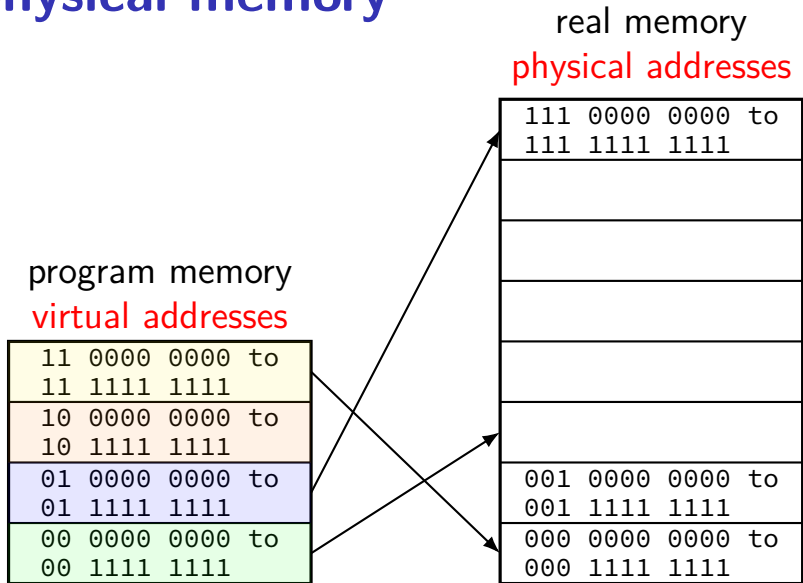 physical memory
real memory
physical addresses
111 0000 0000 to
111 1111 1111
program memory
virtual addresses
11 0000 0000 to
11 1111 1111
10 0000 0000 to
10 1111 1111
01 0000 0000 to
01 1111 1111
00 0000 0000 to
00 1111 1111
001 0000 0000 to
001 1111 1111
000 0000 0000 to
000 1111 1111